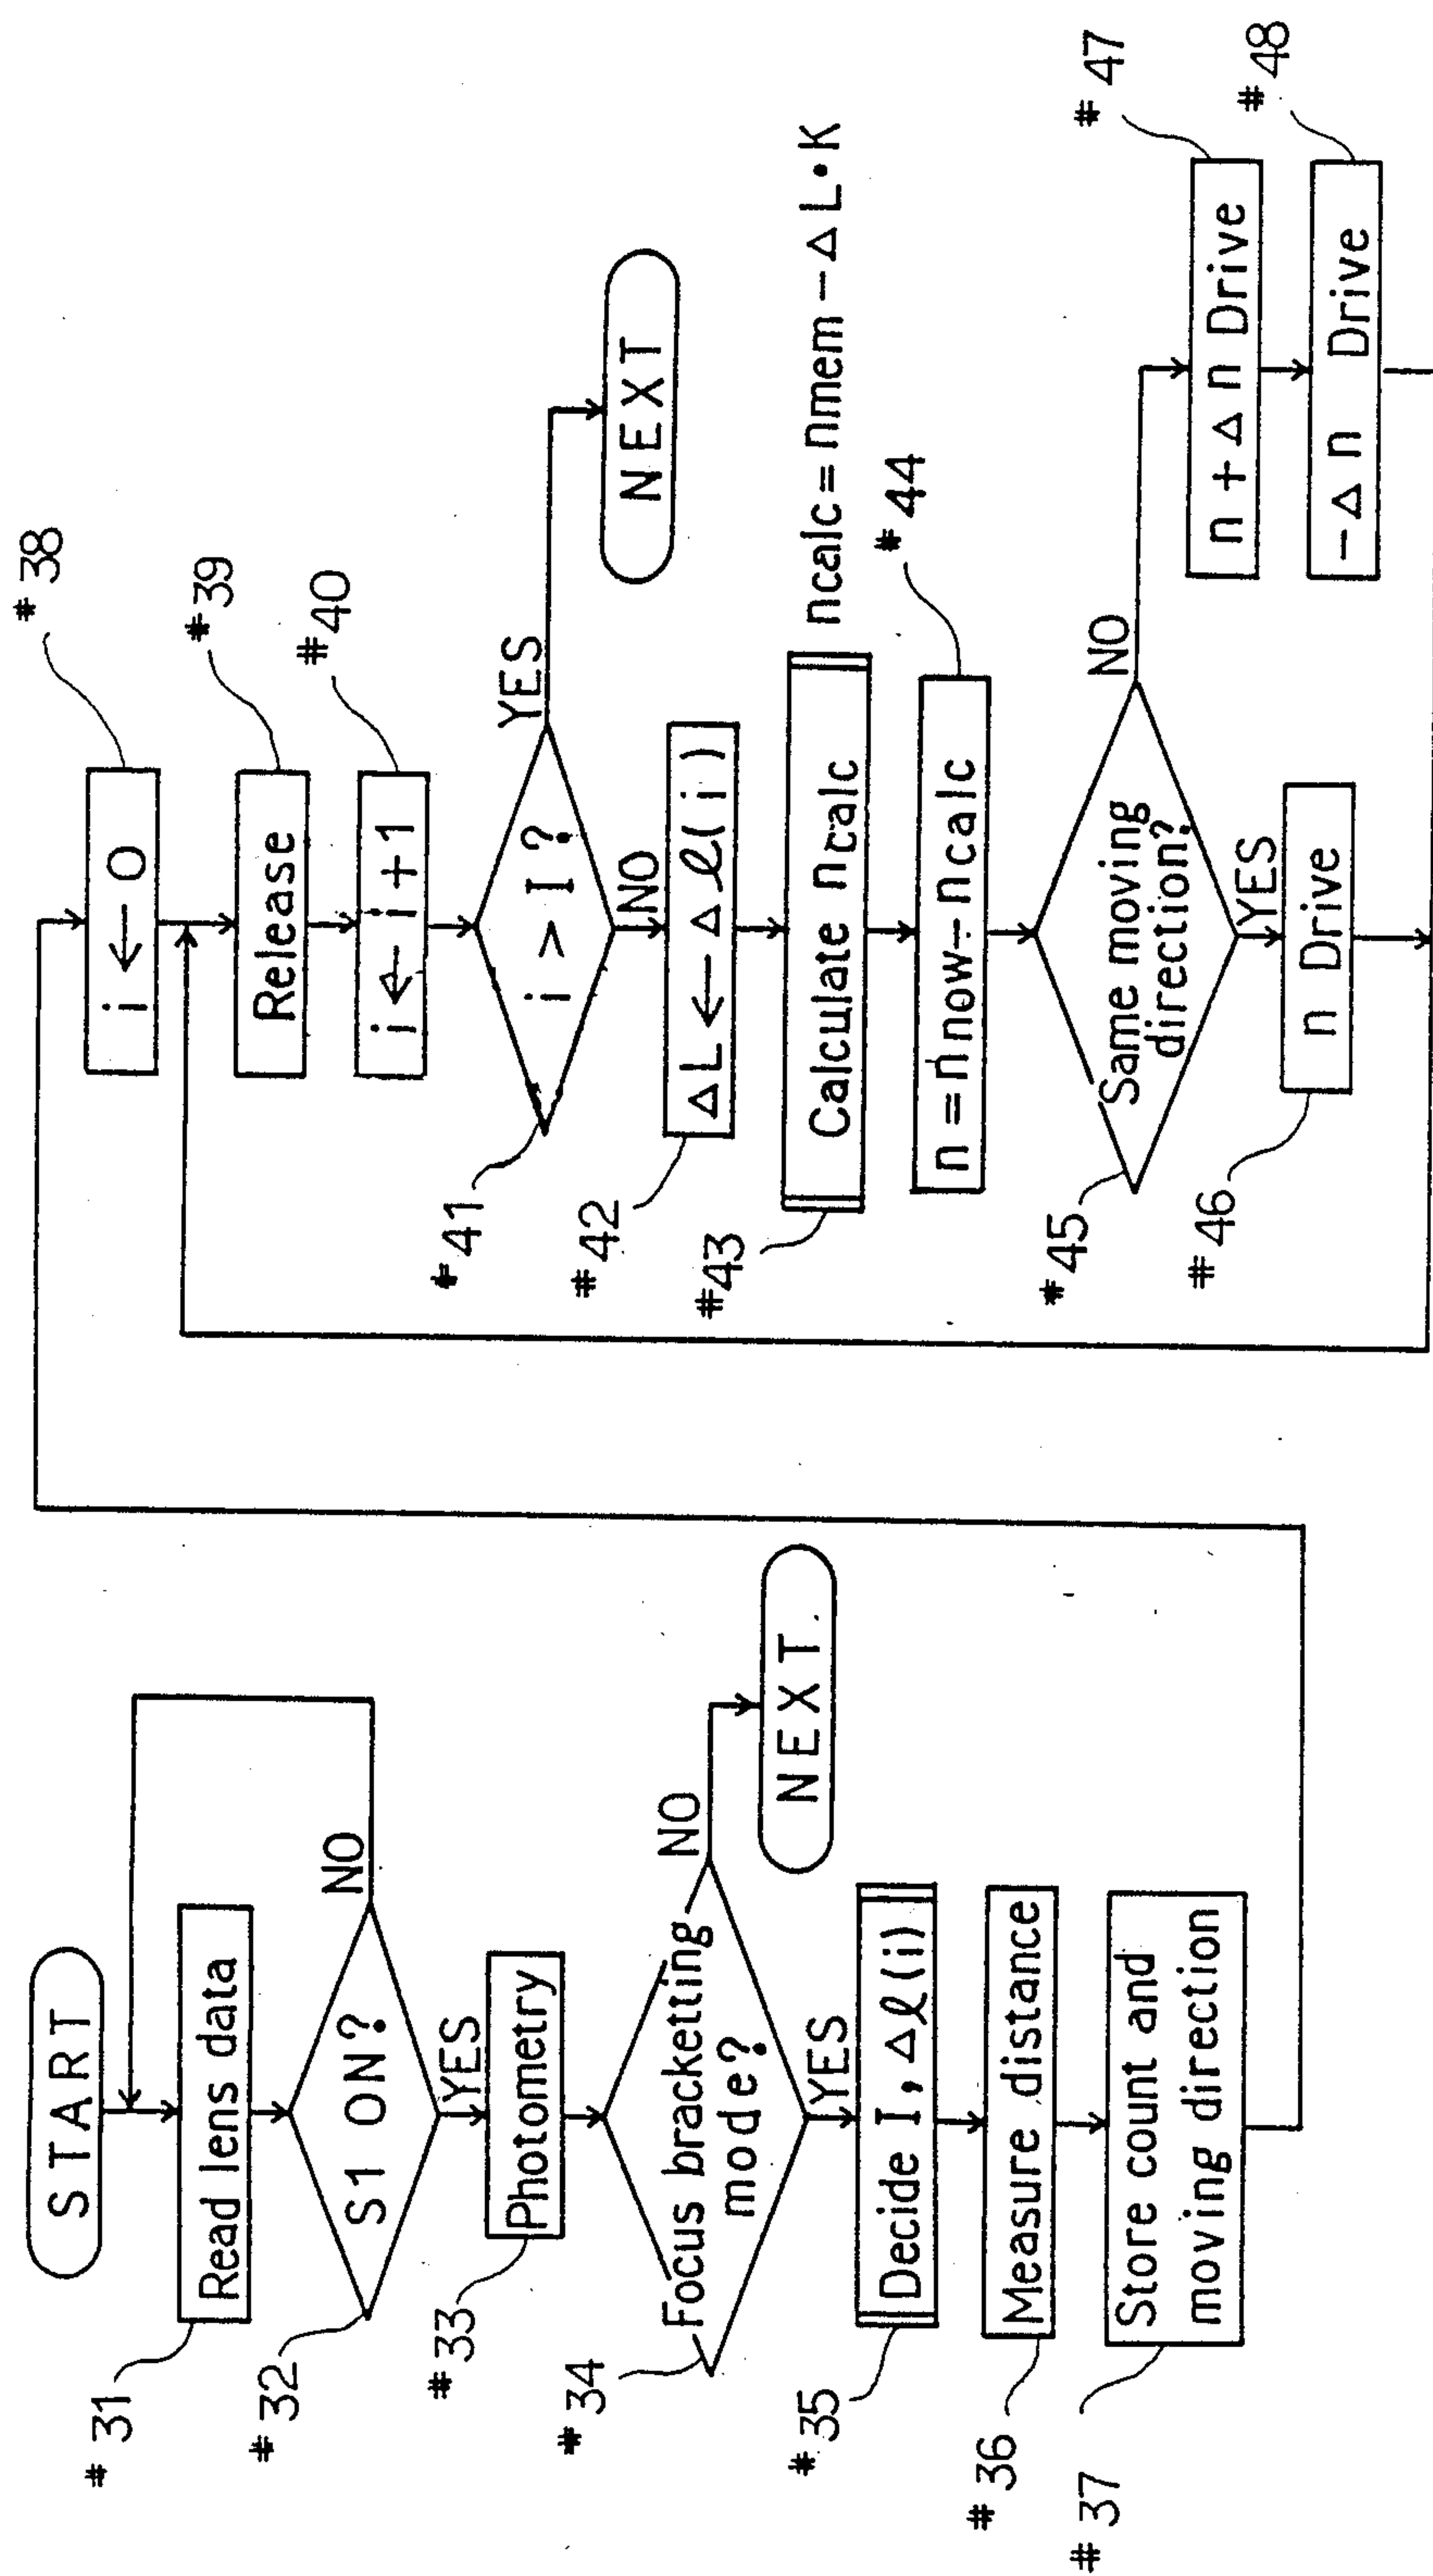 START
#31
Read lens data
#32
S1 ON?
NO
YES
#33
Photometry
#34
Focus bracketting
mode?
NO
NEXT
YES
#35
Decide I, Δℓ(i)
#36
Measure distance
#37
Store count and
moving direction
#38
i ← 0
#39
Release
#40
i ← i + 1
#41
i > I ?
YES
NEXT
NO
#42
ΔL ← Δℓ(i)
#43
Calculate ncalc
ncalc = nmem − ΔL·K
#44
n = nnow − ncalc
#45
Same moving
direction?
NO
YES
#46
n Drive
#47
n + Δn Drive
#48
−Δn Drive